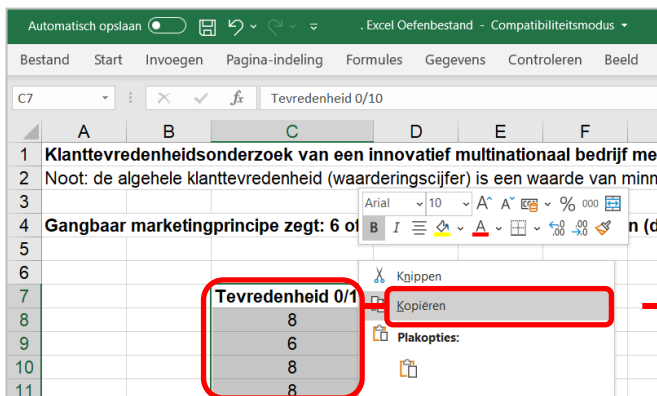 Automatisch opslaan . Excel Oefenbestand - Compatibiliteitsmodus
Bestand Start Invoegen Pagina-indeling Formules Gegevens Controleren Beeld
C7 fx Tevredenheid 0/10
A B C D E F
1 Klanttevredenheidsonderzoek van een innovatief multinationaal bedrijf me
2 Noot: de algehele klanttevredenheid (waarderingscijfer) is een waarde van minn
3
Arial 10 A^ A˅ % 000
4 Gangbaar marketingprincipe zegt: 6 of n (d
B I A ,00 ,00
5
6
Knippen
7 Tevredenheid 0/1
Kopiëren
8 8
9 6
Plakopties:
10 8
11 8